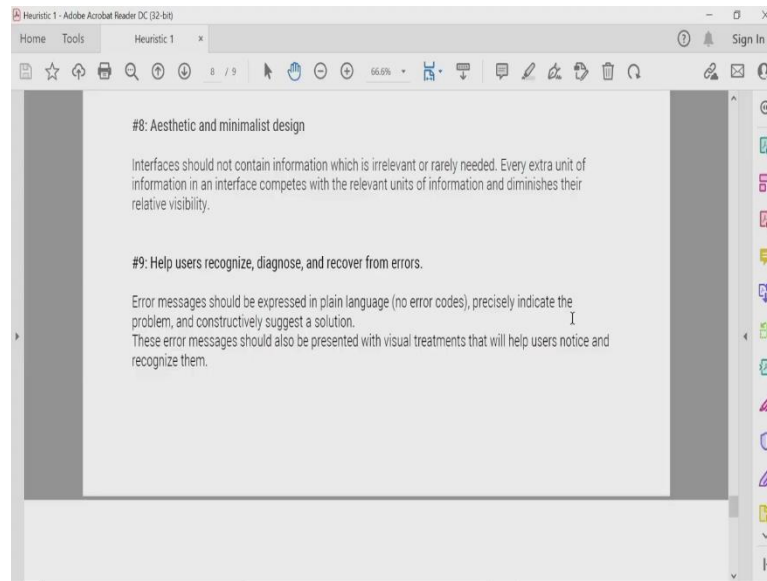 Heuristic 1 - Adobe Acrobat Reader DC (32-bit)
Home Tools Heuristic 1 x Sign In
8 / 9 66.6%
#8: Aesthetic and minimalist design
Interfaces should not contain information which is irrelevant or rarely needed. Every extra unit of
information in an interface competes with the relevant units of information and diminishes their
relative visibility.
#9: Help users recognize, diagnose, and recover from errors.
Error messages should be expressed in plain language (no error codes), precisely indicate the
problem, and constructively suggest a solution.
These error messages should also be presented with visual treatments that will help users notice and
recognize them.